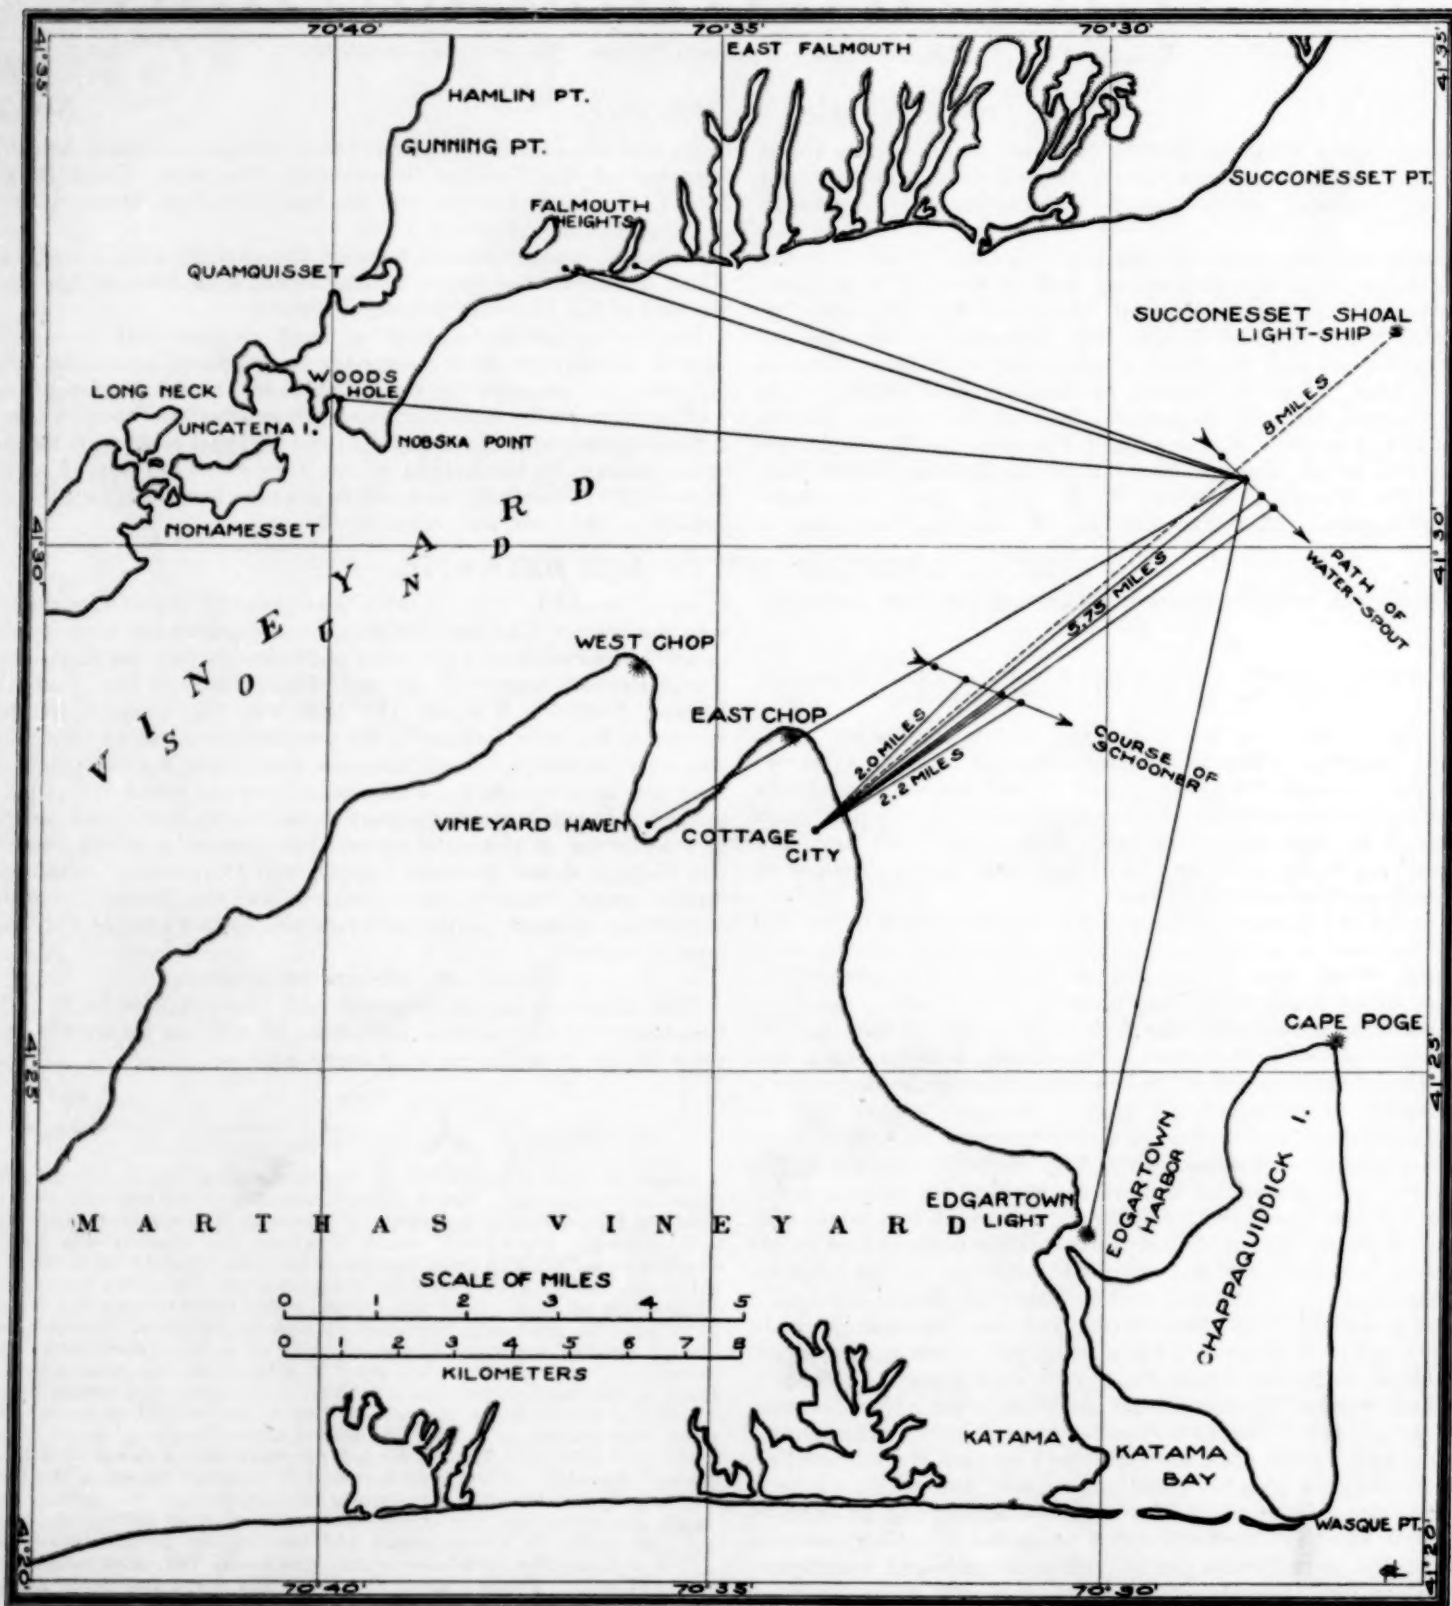 70°40'
70°35'
70°30'
41°35'
41°35'
EAST FALMOUTH
HAMLIN PT.
GUNNING PT.
SUCCONESSET PT.
FALMOUTH
HEIGHTS
QUAMQUISSET
SUCCONESSET SHOAL
LIGHT-SHIP
WOODS
HOLE
LONG NECK
UNCATENA I.
NOBSKA POINT
8 MILES
NONAMESSET
41°30'
41°30'
VINEYARD
SOUND
PATH OF
WATER-SPOUT
5.75 MILES
WEST CHOP
EAST CHOP
2.0 MILES
2.2 MILES
COURSE OF
SCHOONER
VINEYARD HAVEN
COTTAGE
CITY
CAPE POGE
41°25'
41°25'
EDGARTOWN
LIGHT
EDGARTOWN
HARBOR
CHAPPAQUIDDICK I.
MARTHAS VINEYARD
SCALE OF MILES
0 1 2 3 4 5
0 1 2 3 4 5 6 7 8
KILOMETERS
KATAMA
KATAMA
BAY
WASQUE PT.
41°20'
41°20'
70°40'
70°35'
70°30'